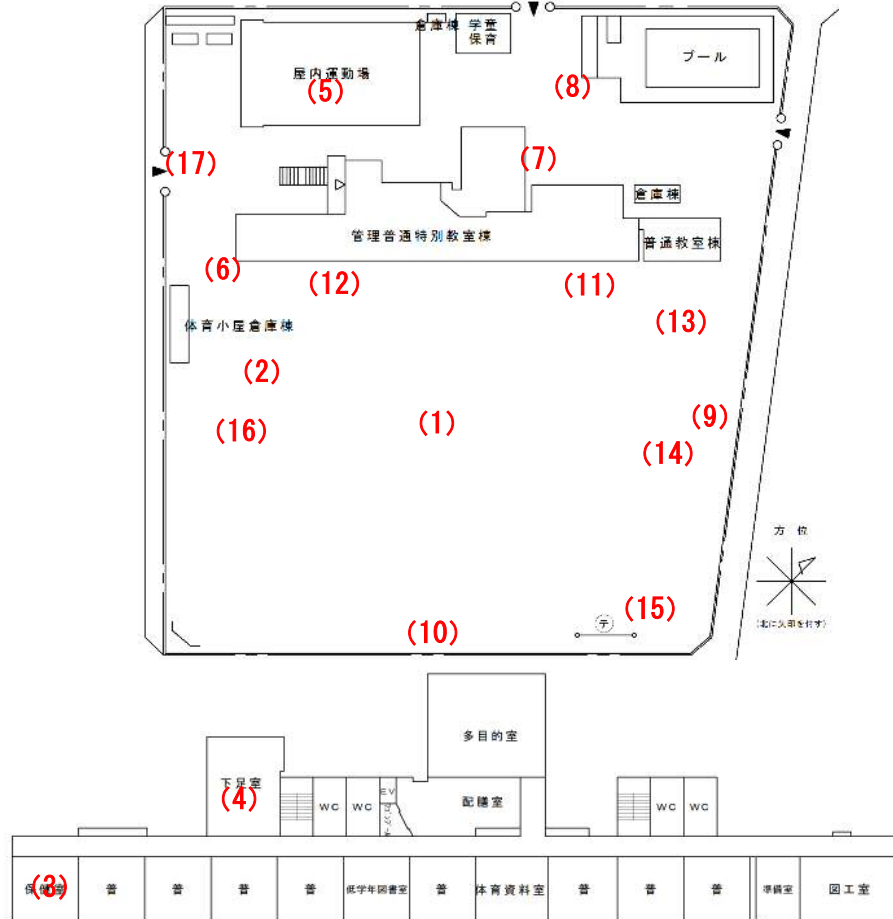 倉庫棟 学童
保育
プール
屋内運動場
(5)
(8)
(17)
(7)
倉庫棟
管理普通特別教室棟
普通教室棟
(6)
(12)
(11)
体育小屋倉庫棟
(13)
(2)
(16)
(1)
(9)
(14)
方位
(北に矢印を付す)
(15)
テ
(10)
多目的室
下足室
(4)
WC
WC
EV
配膳室
WC
WC
保健室
(3)
普
普
普
普
低学年図書室
普
体育資料室
普
普
普
準備室
図工室